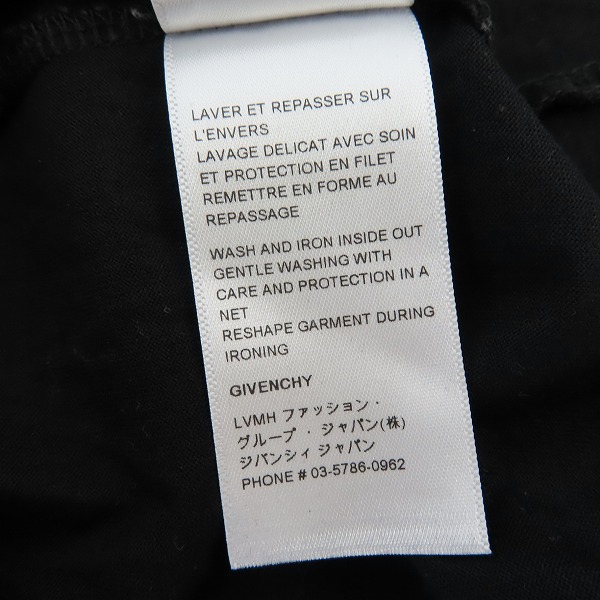 LAVER ET REPASSER SUR
L'ENVERS
LAVAGE DELICAT AVEC SOIN
ET PROTECTION EN FILET
REMETTRE EN FORME AU
REPASSAGE
WASH AND IRON INSIDE OUT
GENTLE WASHING WITH
CARE AND PROTECTION IN A
NET
RESHAPE GARMENT DURING
IRONING
GIVENCHY
LVMH ファッション・
グループ・ジャパン(株)
ジバンシィ ジャパン
PHONE # 03-5786-0962